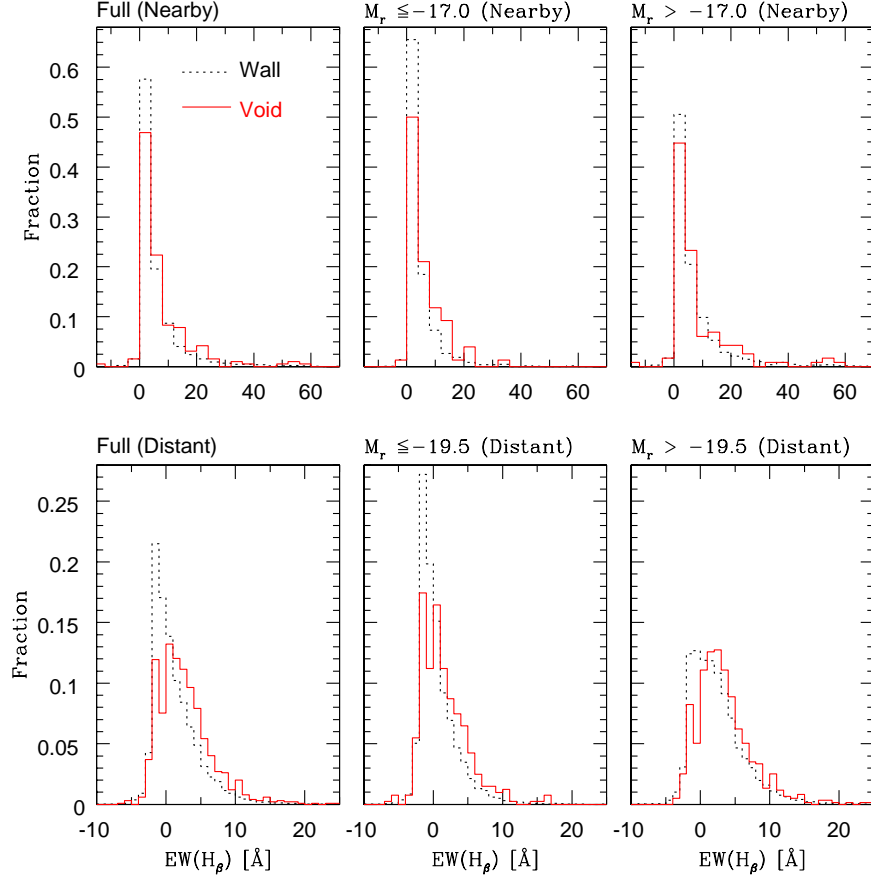 Full (Nearby)
M_r ≦−17.0 (Nearby)
M_r > −17.0 (Nearby)
Wall
Void
Fraction
0.6
0.5
0.4
0.3
0.2
0.1
0
0 20 40 60
0 20 40 60
0 20 40 60
Full (Distant)
M_r ≦−19.5 (Distant)
M_r > −19.5 (Distant)
Fraction
0.25
0.2
0.15
0.1
0.05
0
-10 0 10 20
-10 0 10 20
-10 0 10 20
EW(H_β) [Å]
EW(H_β) [Å]
EW(H_β) [Å]